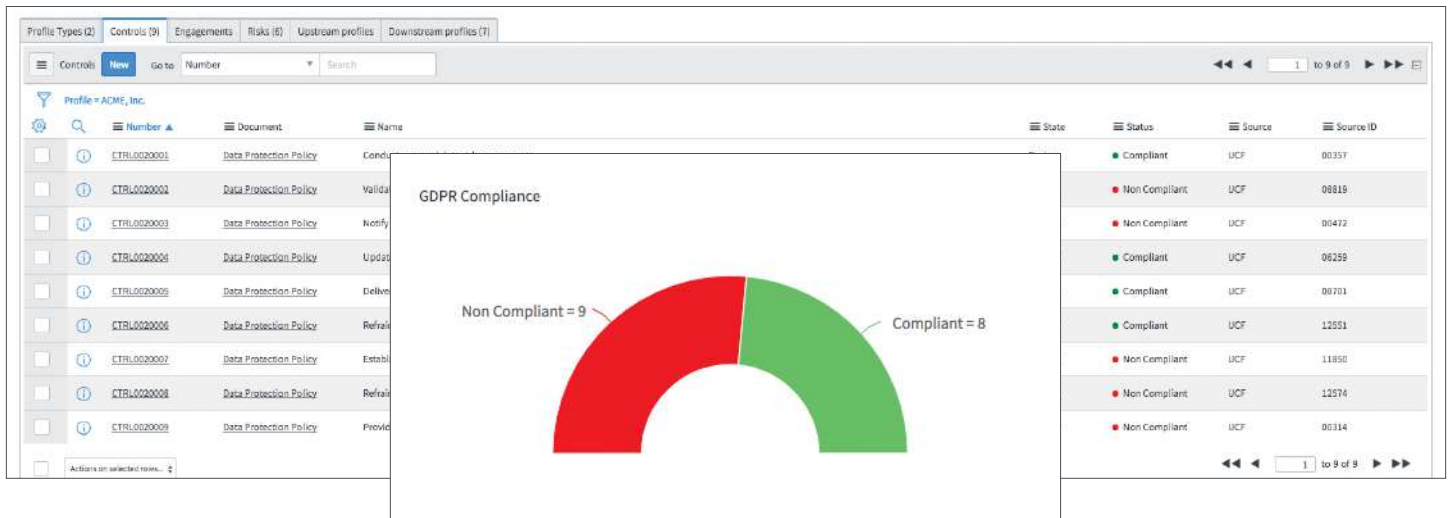 Profile Types (2) Controls (9) Engagements Risks (6) Upstream profiles Downstream profiles (7)
Controls New Go to Number Search 1 to 9 of 9
Profile = ACME, Inc.
Number Document Name State Status Source Source ID
CTRL0020001 Data Protection Policy Compliant UCF 00357
CTRL0020002 Data Protection Policy Non Compliant UCF 08819
CTRL0020003 Data Protection Policy Notify Non Compliant UCF 00472
CTRL0020004 Data Protection Policy Compliant UCF 06259
CTRL0020005 Data Protection Policy Compliant UCF 08701
CTRL0020006 Data Protection Policy Compliant UCF 12551
CTRL0020007 Data Protection Policy Non Compliant UCF 11850
CTRL0020008 Data Protection Policy Non Compliant UCF 12574
CTRL0020009 Data Protection Policy Non Compliant UCF 00314
Actions on selected rows... 1 to 9 of 9
GDPR Compliance
Non Compliant = 9
Compliant = 8